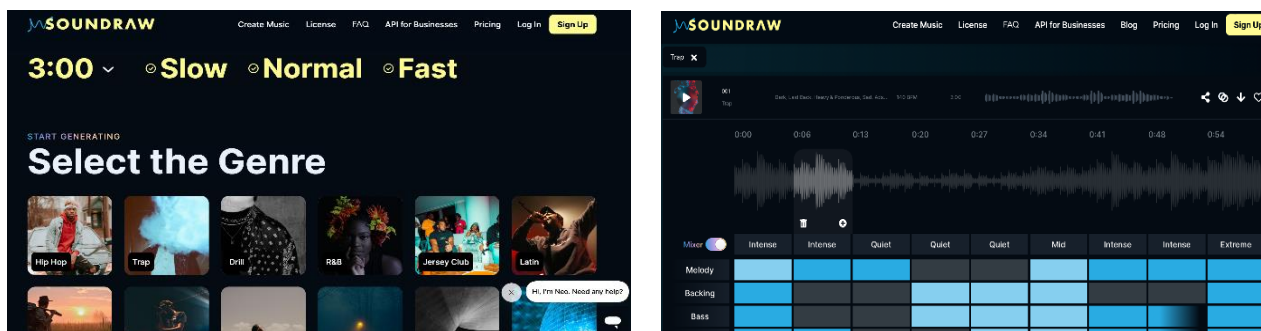 SOUNDRAW
Create Music License FAQ API for Businesses Pricing Log In Sign Up
3:00 Slow Normal Fast
START GENERATING
Select the Genre
Hip Hop Trap Drill R&B Jersey Club Latin
Hi, I'm Neo. Need any help?
SOUNDRAW
Create Music License FAQ API for Businesses Blog Pricing Log In Sign Up
Trap
001
Trap
0:00 0:06 0:13 0:20 0:27 0:34 0:41 0:48 0:54
Mixer Intense Intense Quiet Quiet Quiet Mid Intense Intense Extreme
Melody
Backing
Bass